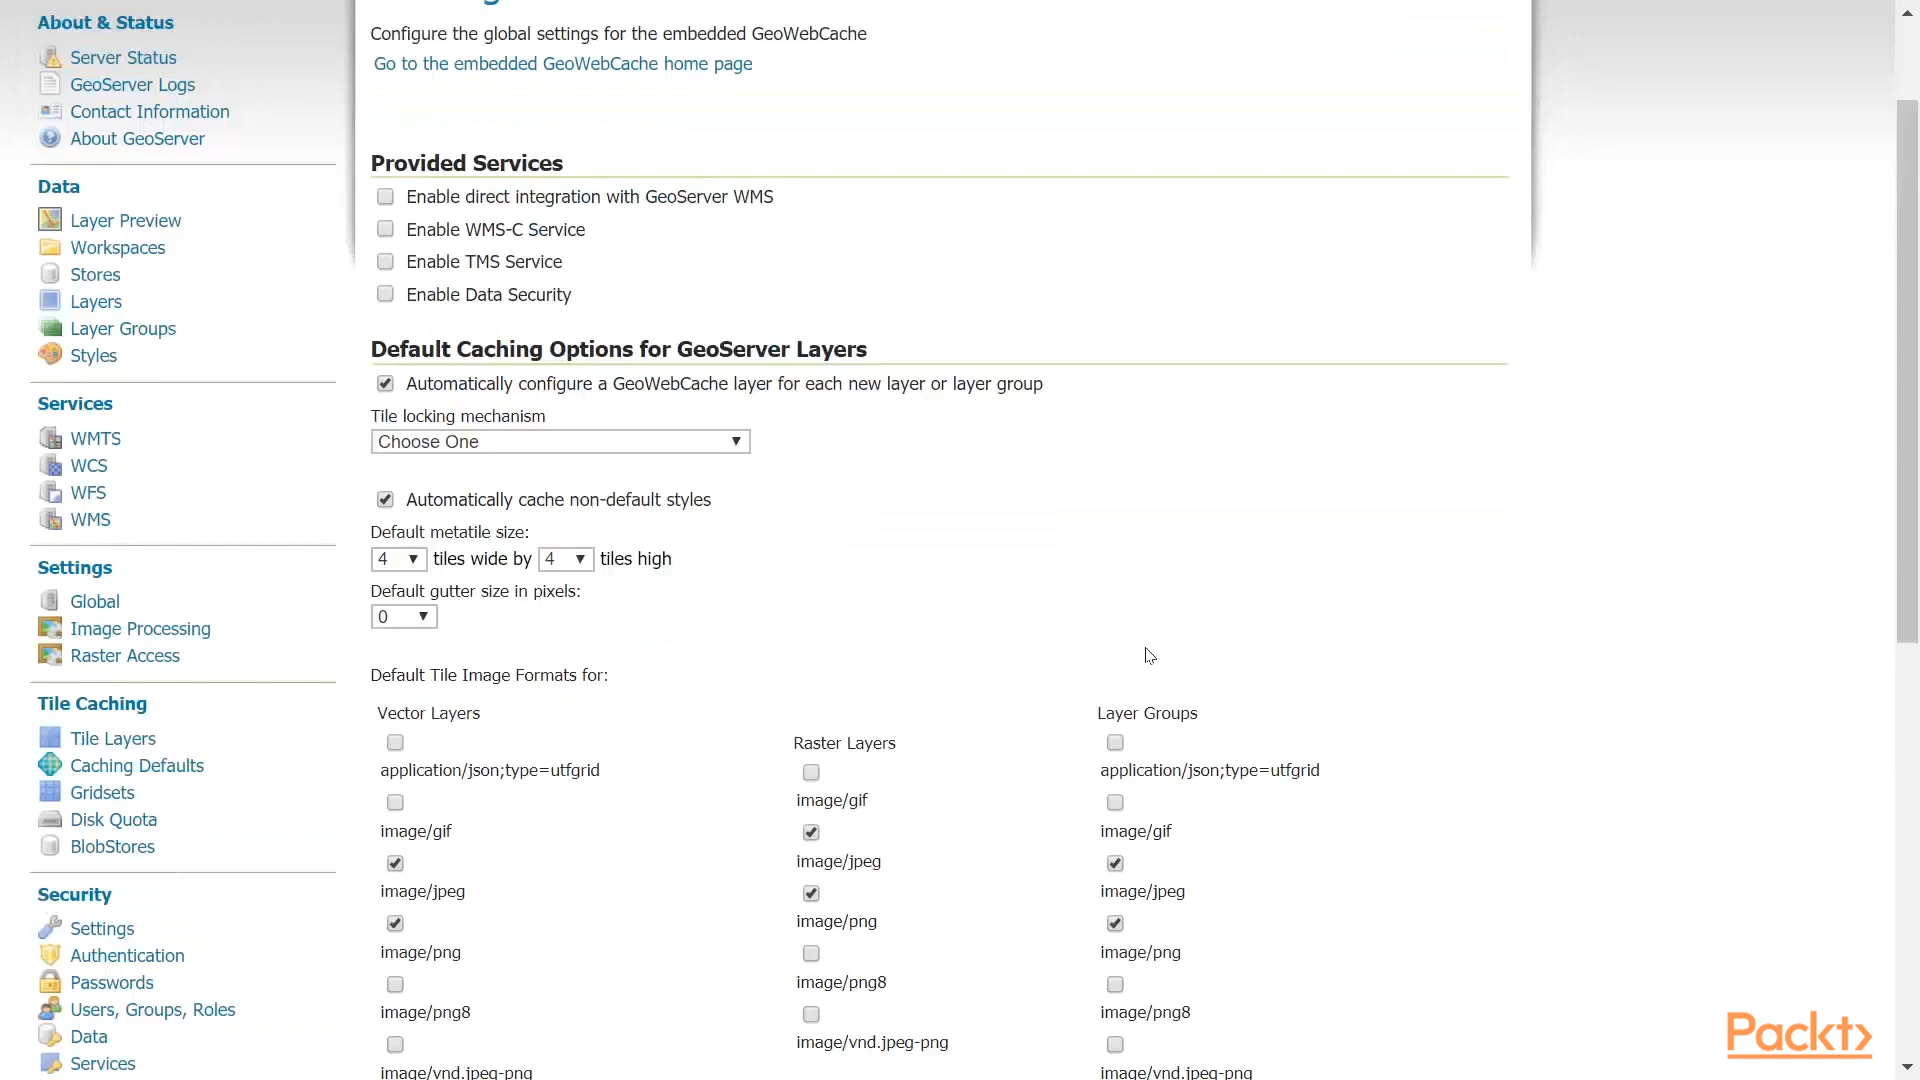 About & Status
Server Status
GeoServer Logs
Contact Information
About GeoServer
Data
Layer Preview
Workspaces
Stores
Layers
Layer Groups
Styles
Services
WMTS
WCS
WFS
WMS
Settings
Global
Image Processing
Raster Access
Tile Caching
Tile Layers
Caching Defaults
Gridsets
Disk Quota
BlobStores
Security
Settings
Authentication
Passwords
Users, Groups, Roles
Data
Services
Configure the global settings for the embedded GeoWebCache
Go to the embedded GeoWebCache home page
Provided Services
Enable direct integration with GeoServer WMS
Enable WMS-C Service
Enable TMS Service
Enable Data Security
Default Caching Options for GeoServer Layers
Automatically configure a GeoWebCache layer for each new layer or layer group
Tile locking mechanism
Choose One
Automatically cache non-default styles
Default metatile size:
4 tiles wide by 4 tiles high
Default gutter size in pixels:
0
Default Tile Image Formats for:
Vector Layers
application/json;type=utfgrid
image/gif
image/jpeg
image/png
image/png8
image/vnd.jpeg-png
Raster Layers
image/gif
image/jpeg
image/png
image/png8
image/vnd.jpeg-png
Layer Groups
application/json;type=utfgrid
image/gif
image/jpeg
image/png
image/png8
image/vnd.jpeg-png
Packt>